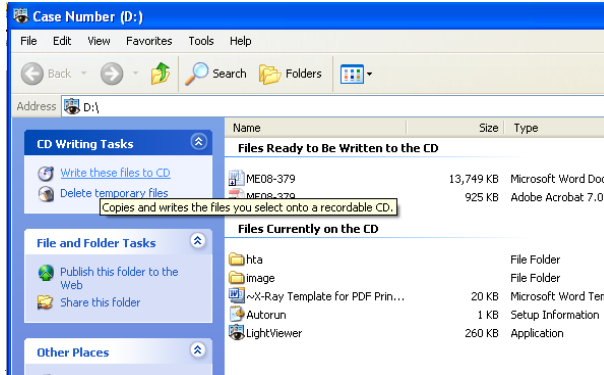 Case Number (D:)
File Edit View Favorites Tools Help
Back Search Folders
Address D:\
CD Writing Tasks
Write these files to CD
Delete temporary files
Copies and writes the files you select onto a recordable CD.
File and Folder Tasks
Publish this folder to the
Web
Share this folder
Other Places
Name Size Type
Files Ready to Be Written to the CD
ME08-379 13,749 KB Microsoft Word Doc
ME08-379 925 KB Adobe Acrobat 7.0
Files Currently on the CD
hta File Folder
image File Folder
~X-Ray Template for PDF Prin... 20 KB Microsoft Word Tem
Autorun 1 KB Setup Information
LightViewer 260 KB Application